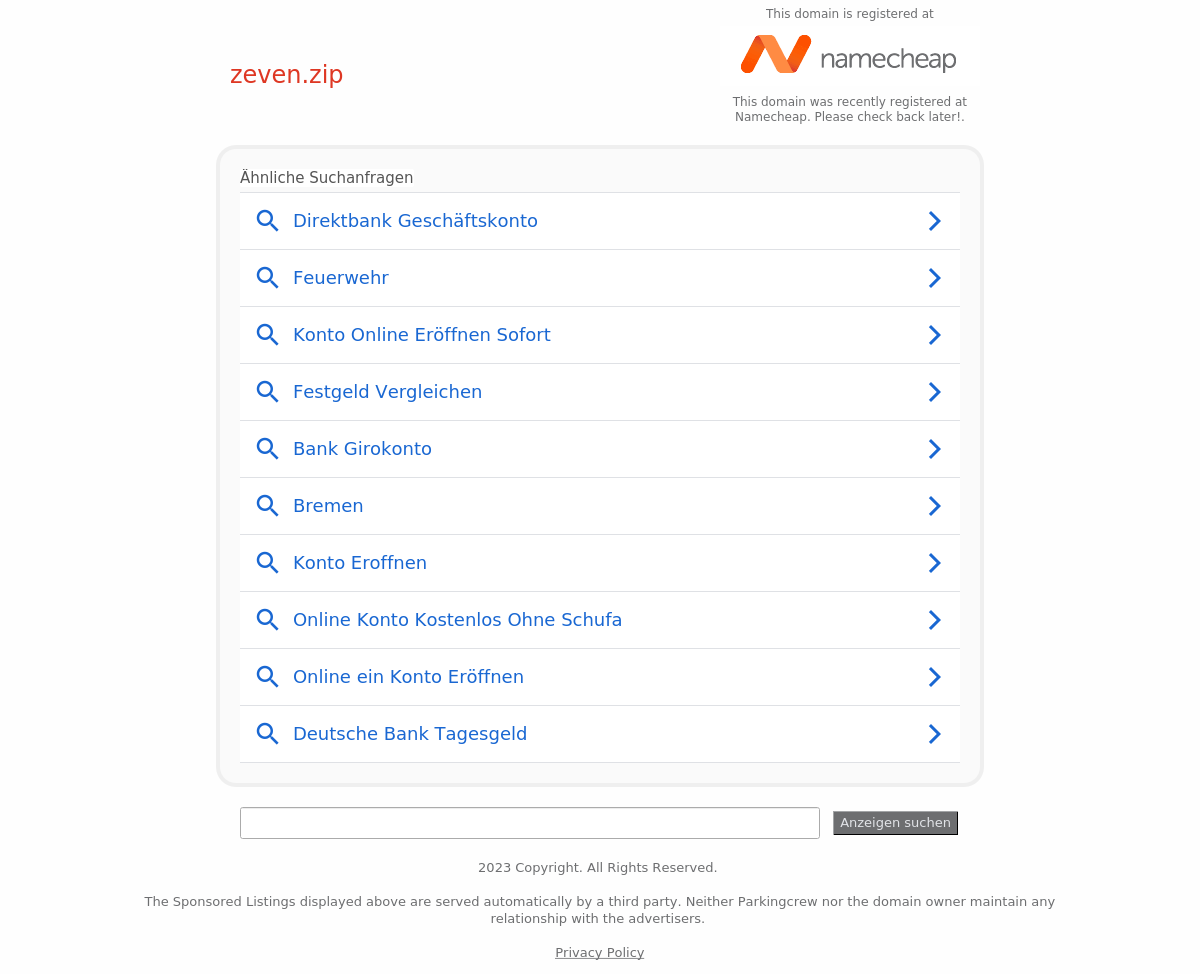 This domain is registered at
namecheap
zeven.zip
This domain was recently registered at
Namecheap. Please check back later!.
Ähnliche Suchanfragen
Direktbank Geschäftskonto
Feuerwehr
Konto Online Eröffnen Sofort
Festgeld Vergleichen
Bank Girokonto
Bremen
Konto Eroffnen
Online Konto Kostenlos Ohne Schufa
Online ein Konto Eröffnen
Deutsche Bank Tagesgeld
Anzeigen suchen
2023 Copyright. All Rights Reserved.
The Sponsored Listings displayed above are served automatically by a third party. Neither Parkingcrew nor the domain owner maintain any
relationship with the advertisers.
Privacy Policy